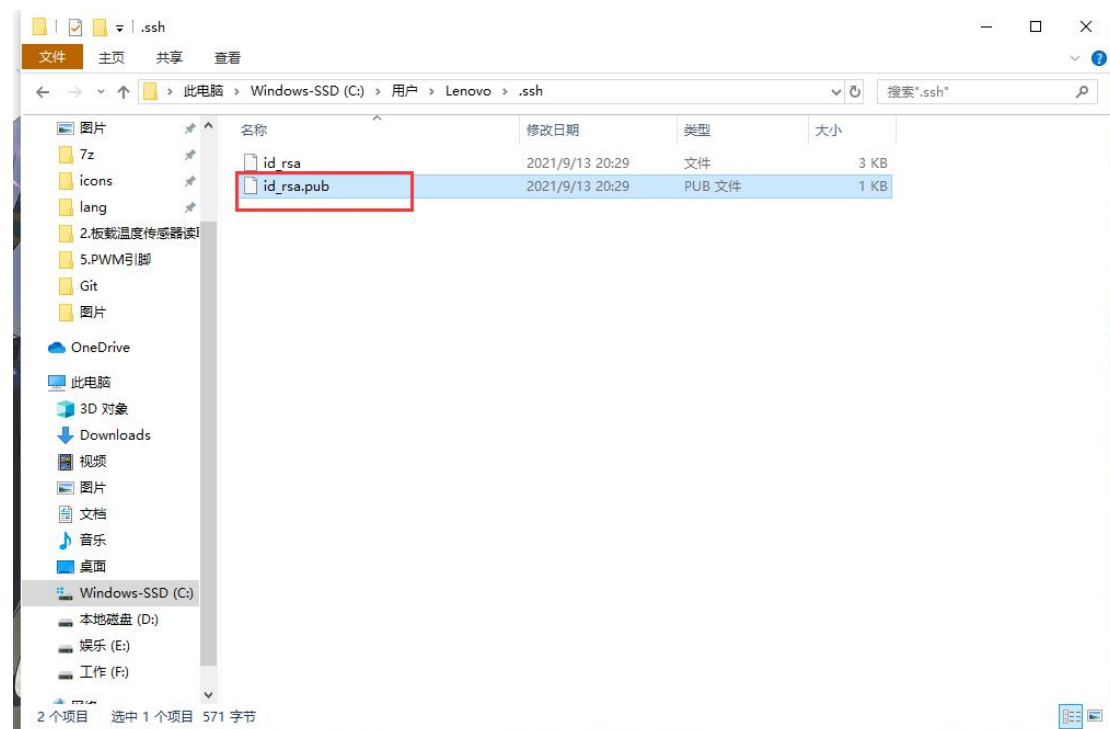 .ssh
文件 主页 共享 查看
此电脑 > Windows-SSD (C:) > 用户 > Lenovo > .ssh
搜索".ssh"
名称 修改日期 类型 大小
id_rsa 2021/9/13 20:29 文件 3 KB
id_rsa.pub 2021/9/13 20:29 PUB 文件 1 KB
图片
7z
icons
lang
2.板载温度传感器读
5.PWM引脚
Git
图片
OneDrive
此电脑
3D 对象
Downloads
视频
图片
文档
音乐
桌面
Windows-SSD (C:)
本地磁盘 (D:)
娱乐 (E:)
工作 (F:)
2 个项目 选中 1 个项目 571 字节